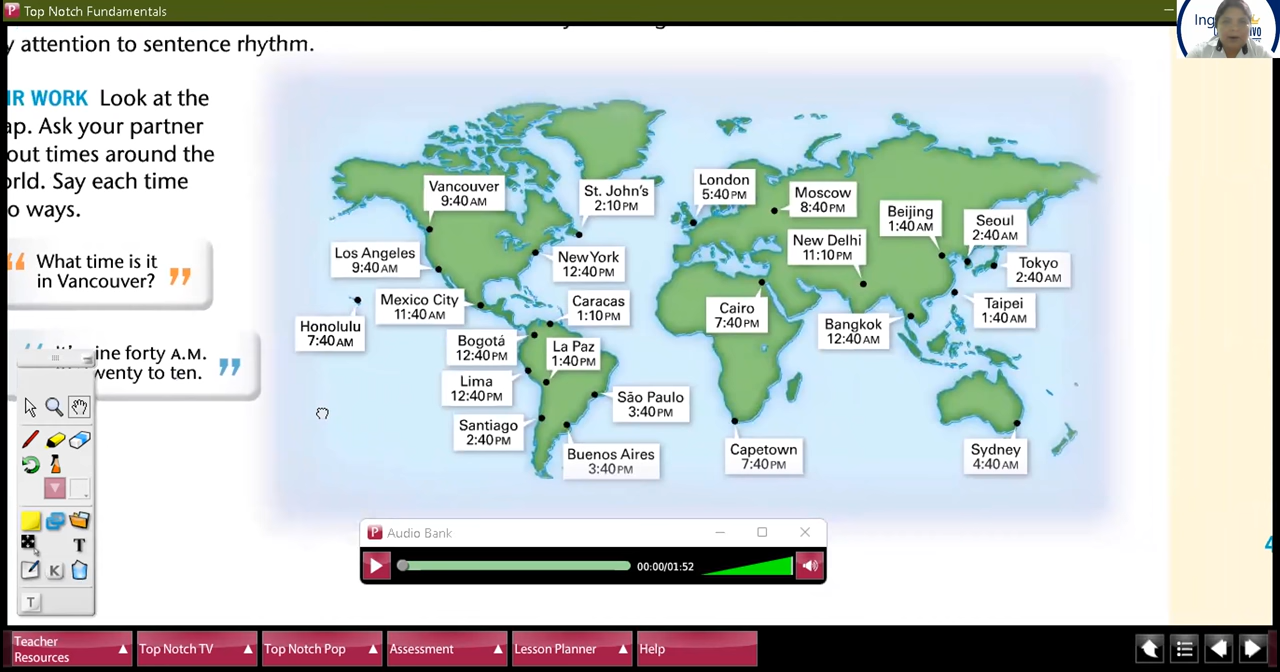 Top Notch Fundamentals
y attention to sentence rhythm.
IR WORK Look at the
ap. Ask your partner
out times around the
orld. Say each time
o ways.
What time is it
in Vancouver?
ine forty A.M.
wenty to ten.
Vancouver
9:40 AM
St. John's
2:10 PM
London
5:40 PM
Moscow
8:40 PM
Beijing
1:40 AM
Seoul
2:40 AM
Los Angeles
9:40 AM
New York
12:40 PM
New Delhi
11:10 PM
Tokyo
2:40 AM
Honolulu
7:40 AM
Mexico City
11:40 AM
Caracas
1:10 PM
Cairo
7:40 PM
Bangkok
12:40 AM
Taipei
1:40 AM
Bogotá
12:40 PM
La Paz
1:40 PM
Lima
12:40 PM
São Paulo
3:40 PM
Santiago
2:40 PM
Buenos Aires
3:40 PM
Capetown
7:40 PM
Sydney
4:40 AM
Audio Bank
00:00/01:52
T
K
T
Teacher
Resources
Top Notch TV
Top Notch Pop
Assessment
Lesson Planner
Help
Ing
IVO
4